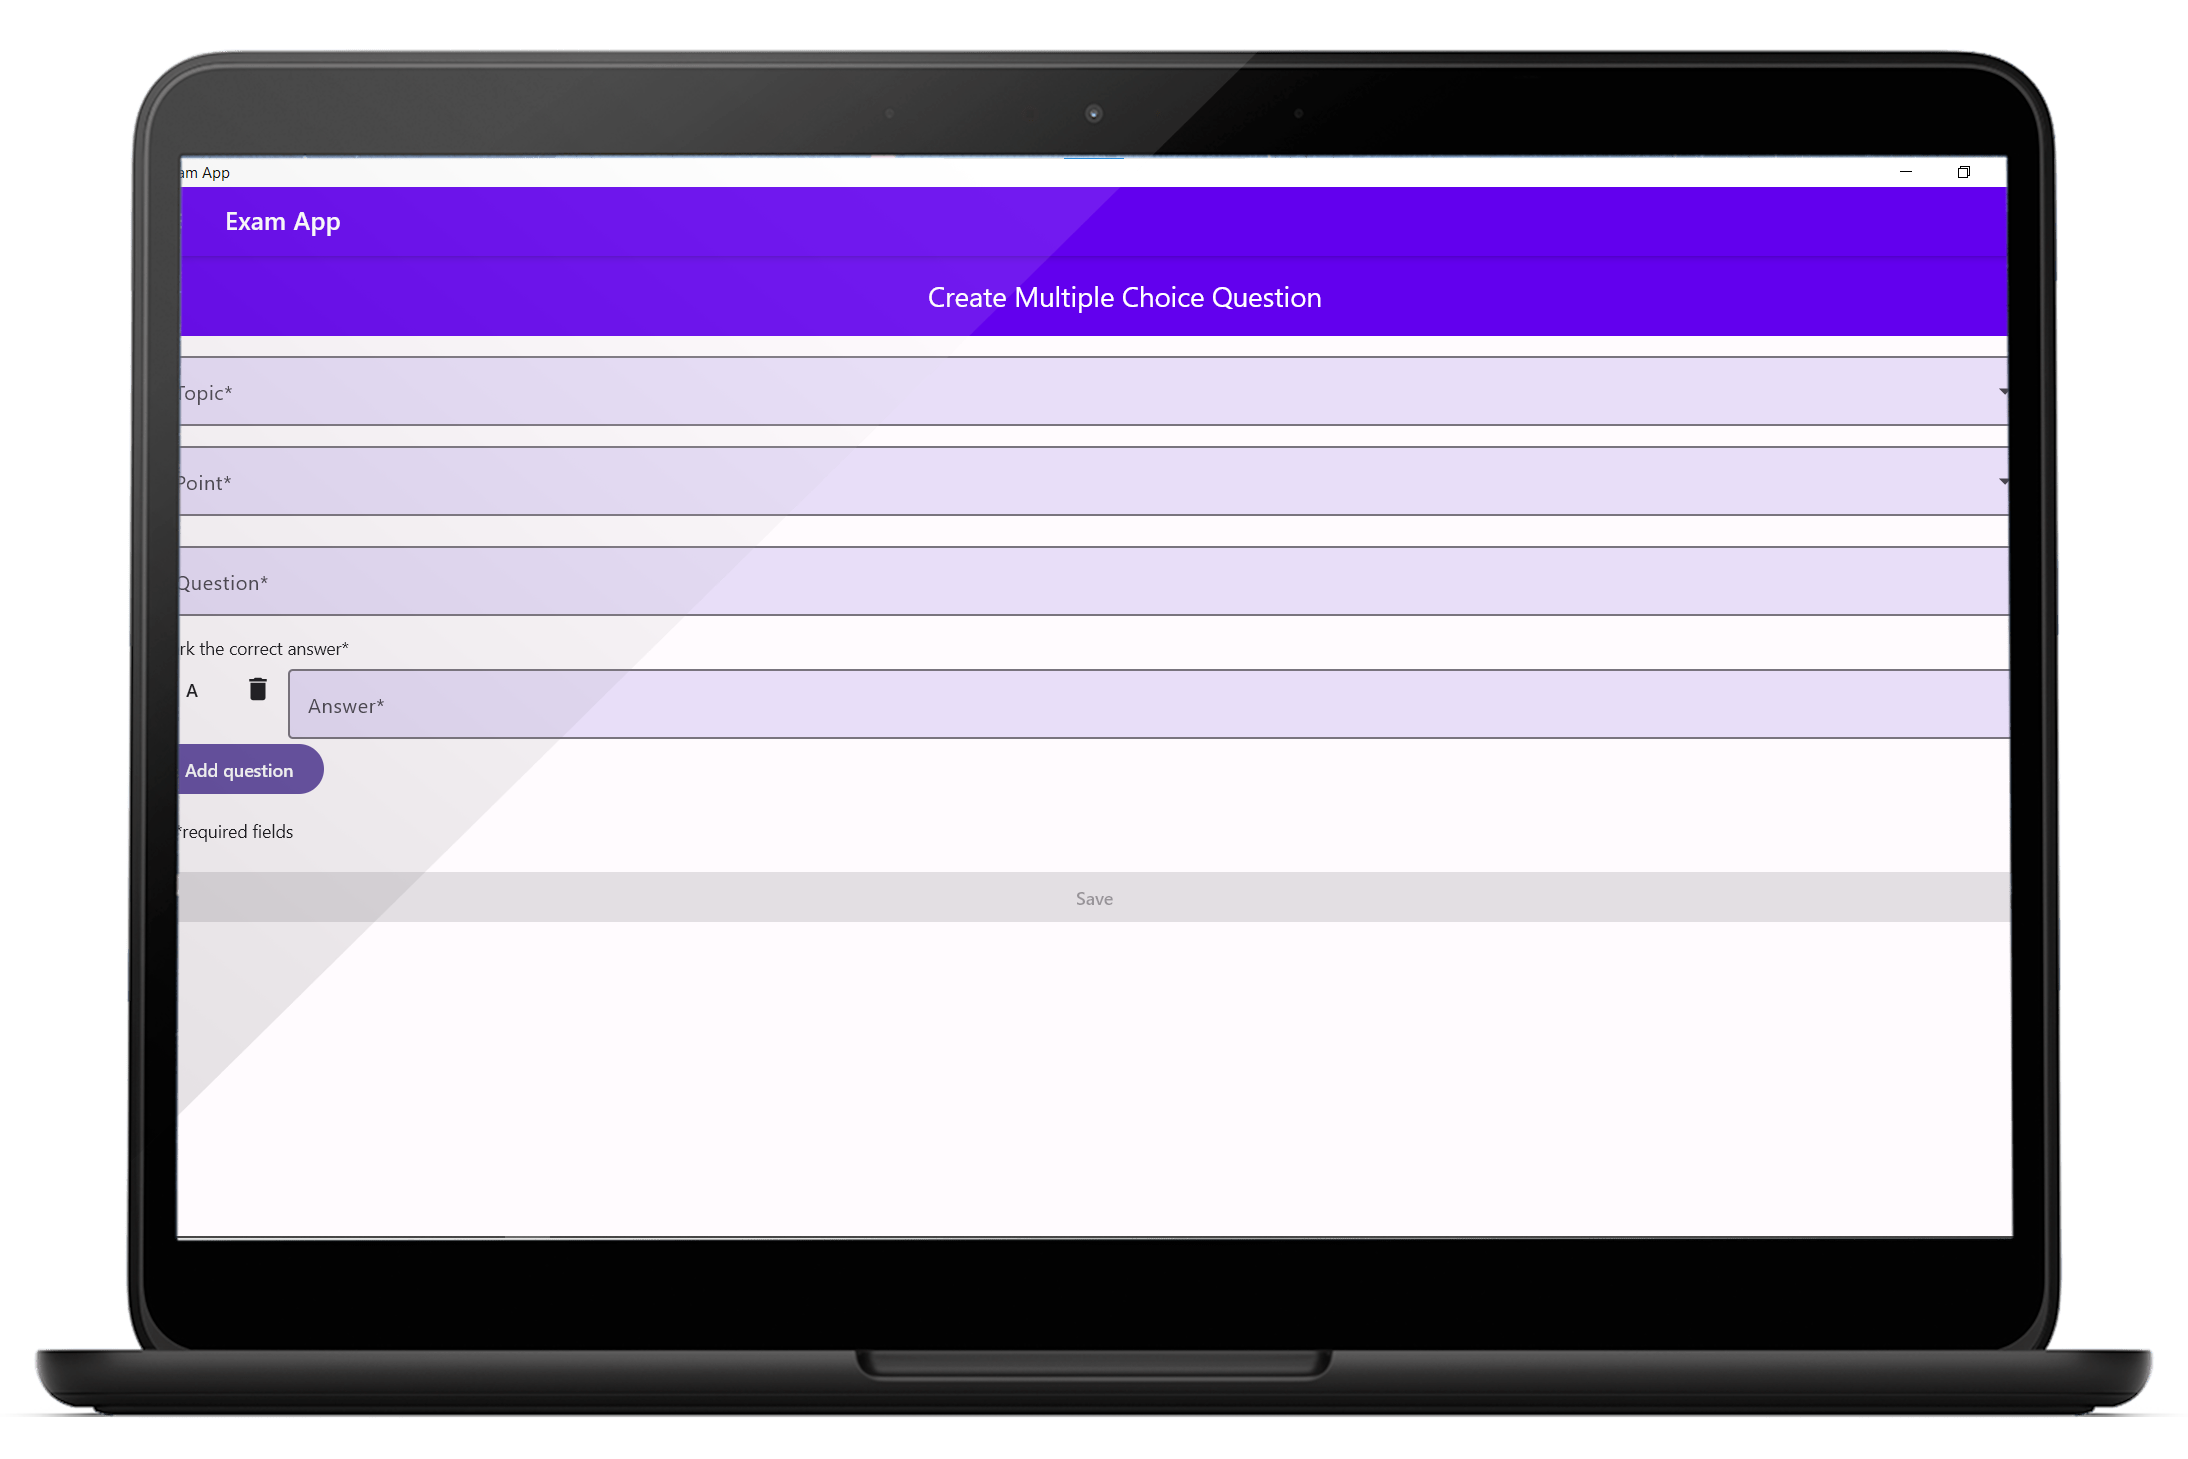 am App
Exam App
Create Multiple Choice Question
Topic*
Point*
Question*
rk the correct answer*
A
Answer*
Add question
*required fields
Save